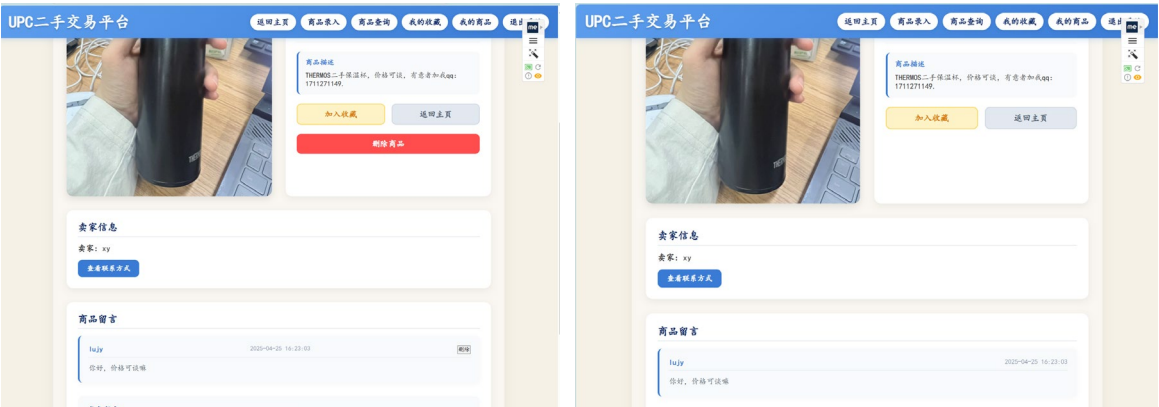 UPC二手交易平台
返回主页 商品录入 商品查询 我的收藏 我的商品
me
商品描述
THERMOS二手保温杯, 价格可谈, 有意者加我qq:
1711271149.
加入收藏 返回主页
删除商品
THER
卖家信息
卖家: xy
查看联系方式
商品留言
lujy 2025-04-25 16:23:03 删除
你好, 价格可谈嘛
UPC二手交易平台
返回主页 商品录入 商品查询 我的收藏 我的商品
me
商品描述
THERMOS二手保温杯, 价格可谈, 有意者加我qq:
1711271149.
加入收藏 返回主页
THERM
卖家信息
卖家: xy
查看联系方式
商品留言
lujy 2025-04-25 16:23:03
你好, 价格可谈嘛